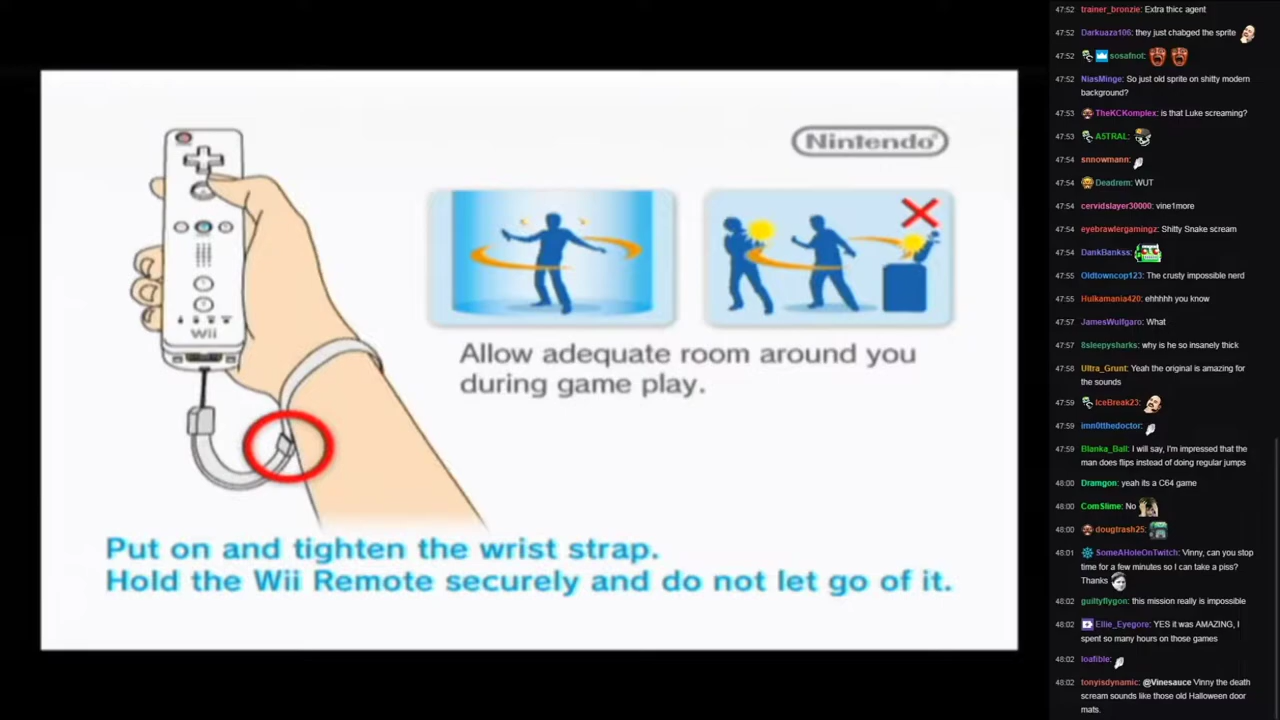 Nintendo®
Wii
Allow adequate room around you
during game play.
Put on and tighten the wrist strap.
Hold the Wii Remote securely and do not let go of it.
47:52 trainer_bronzie: Extra thicc agent
47:52 Darkuaza106: they just chabged the sprite
47:52 sosafnot:
47:52 NiɐsMinge: So just old sprite on shitty modern
background?
47:53 TheKCKomplex: is that Luke screaming?
47:53 A5TRAL:
47:54 snnowmann:
47:54 Deadrem: WUT
47:54 cervidslayer30000: vine1more
47:54 eyebrawlergamingz: Shitty Snake scream
47:54 DankBankss:
47:55 Oldtowncop123: The crusty impossible nerd
47:55 Hulkamania420: ehhhhh you know
47:57 JamesWulfgaro: What
47:57 8sleepysharks: why is he so insanely thick
47:58 Ultra_Grunt: Yeah the original is amazing for
the sounds
47:59 IceBreak23:
47:59 imn0tthedoctor:
47:59 Blanka_Ball: I will say, I'm impressed that the
man does flips instead of doing regular jumps
48:00 Dramgon: yeah its a C64 game
48:00 ComSlime: No
48:00 dougtrash25:
48:01 SomeAHoleOnTwitch: Vinny, can you stop
time for a few minutes so I can take a piss?
Thanks
48:02 guiltyflygon: this mission really is impossible
48:02 Ellie_Eyegore: YES it was AMAZING, I
spent so many hours on those games
48:02 loafible:
48:02 tonyisdynamic: @Vinesauce Vinny the death
scream sounds like those old Halloween door
mats.